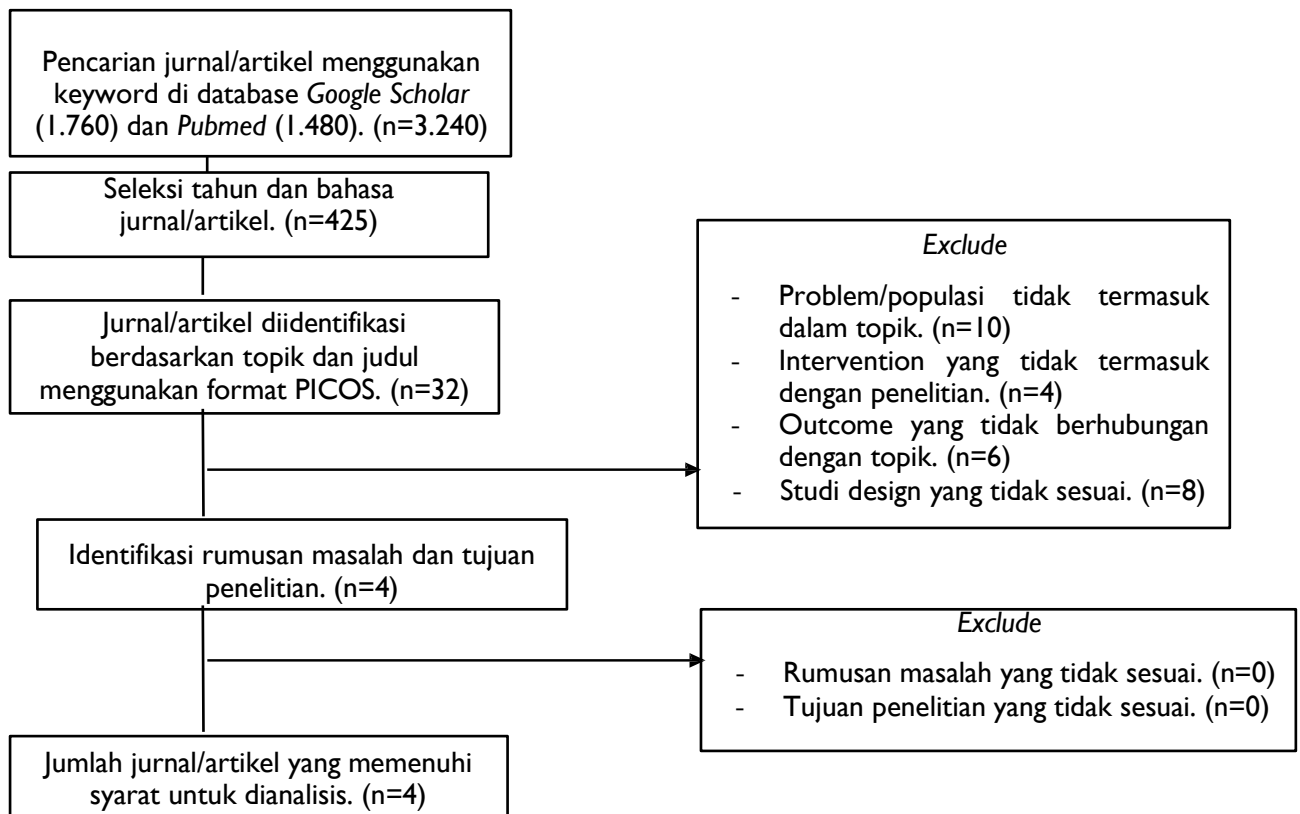 Pencarian jurnal/artikel menggunakan
keyword di database Google Scholar
(1.760) dan Pubmed (1.480). (n=3.240)
Seleksi tahun dan bahasa
jurnal/artikel. (n=425)
Jurnal/artikel diidentifikasi
berdasarkan topik dan judul
menggunakan format PICOS. (n=32)
Exclude
- Problem/populasi tidak termasuk
dalam topik. (n=10)
- Intervention yang tidak termasuk
dengan penelitian. (n=4)
- Outcome yang tidak berhubungan
dengan topik. (n=6)
- Studi design yang tidak sesuai. (n=8)
Identifikasi rumusan masalah dan tujuan
penelitian. (n=4)
Exclude
- Rumusan masalah yang tidak sesuai. (n=0)
- Tujuan penelitian yang tidak sesuai. (n=0)
Jumlah jurnal/artikel yang memenuhi
syarat untuk dianalisis. (n=4)